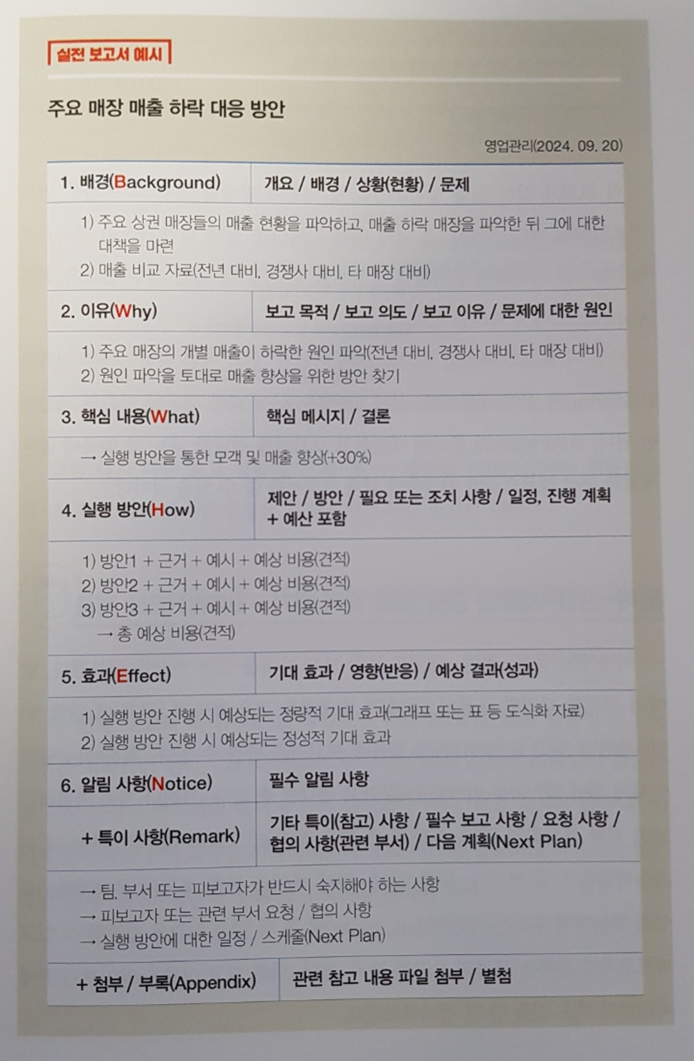 실전 보고서 예시
주요 매장 매출 하락 대응 방안
영업관리(2024. 09. 20)
1. 배경(Background) 개요 / 배경 / 상황(현황) / 문제
1) 주요 상권 매장들의 매출 현황을 파악하고, 매출 하락 매장을 파악한 뒤 그에 대한
대책을 마련
2) 매출 비교 자료(전년 대비, 경쟁사 대비, 타 매장 대비)
2. 이유(Why) 보고 목적 / 보고 의도 / 보고 이유 / 문제에 대한 원인
1) 주요 매장의 개별 매출이 하락한 원인 파악(전년 대비, 경쟁사 대비, 타 매장 대비)
2) 원인 파악을 토대로 매출 향상을 위한 방안 찾기
3. 핵심 내용(What) 핵심 메시지 / 결론
→ 실행 방안을 통한 모객 및 매출 향상(+30%)
4. 실행 방안(How) 제안 / 방안 / 필요 또는 조치 사항 / 일정, 진행 계획
+ 예산 포함
1) 방안1 + 근거 + 예시 + 예상 비용(견적)
2) 방안2 + 근거 + 예시 + 예상 비용(견적)
3) 방안3 + 근거 + 예시 + 예상 비용(견적)
→ 총 예상 비용(견적)
5. 효과(Effect) 기대 효과 / 영향(반응) / 예상 결과(성과)
1) 실행 방안 진행 시 예상되는 정량적 기대 효과(그래프 또는 표 등 도식화 자료)
2) 실행 방안 진행 시 예상되는 정성적 기대 효과
6. 알림 사항(Notice) 필수 알림 사항
+ 특이 사항(Remark) 기타 특이(참고) 사항 / 필수 보고 사항 / 요청 사항 /
협의 사항(관련 부서) / 다음 계획(Next Plan)
→ 팀, 부서 또는 피보고자가 반드시 숙지해야 하는 사항
→ 피보고자 또는 관련 부서 요청 / 협의 사항
→ 실행 방안에 대한 일정 / 스케줄(Next Plan)
+ 첨부 / 부록(Appendix) 관련 참고 내용 파일 첨부 / 별첨